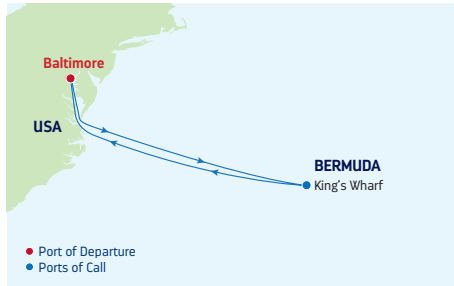 Baltimore
USA
BERMUDA
King's Wharf
Port of Departure
Ports of Call